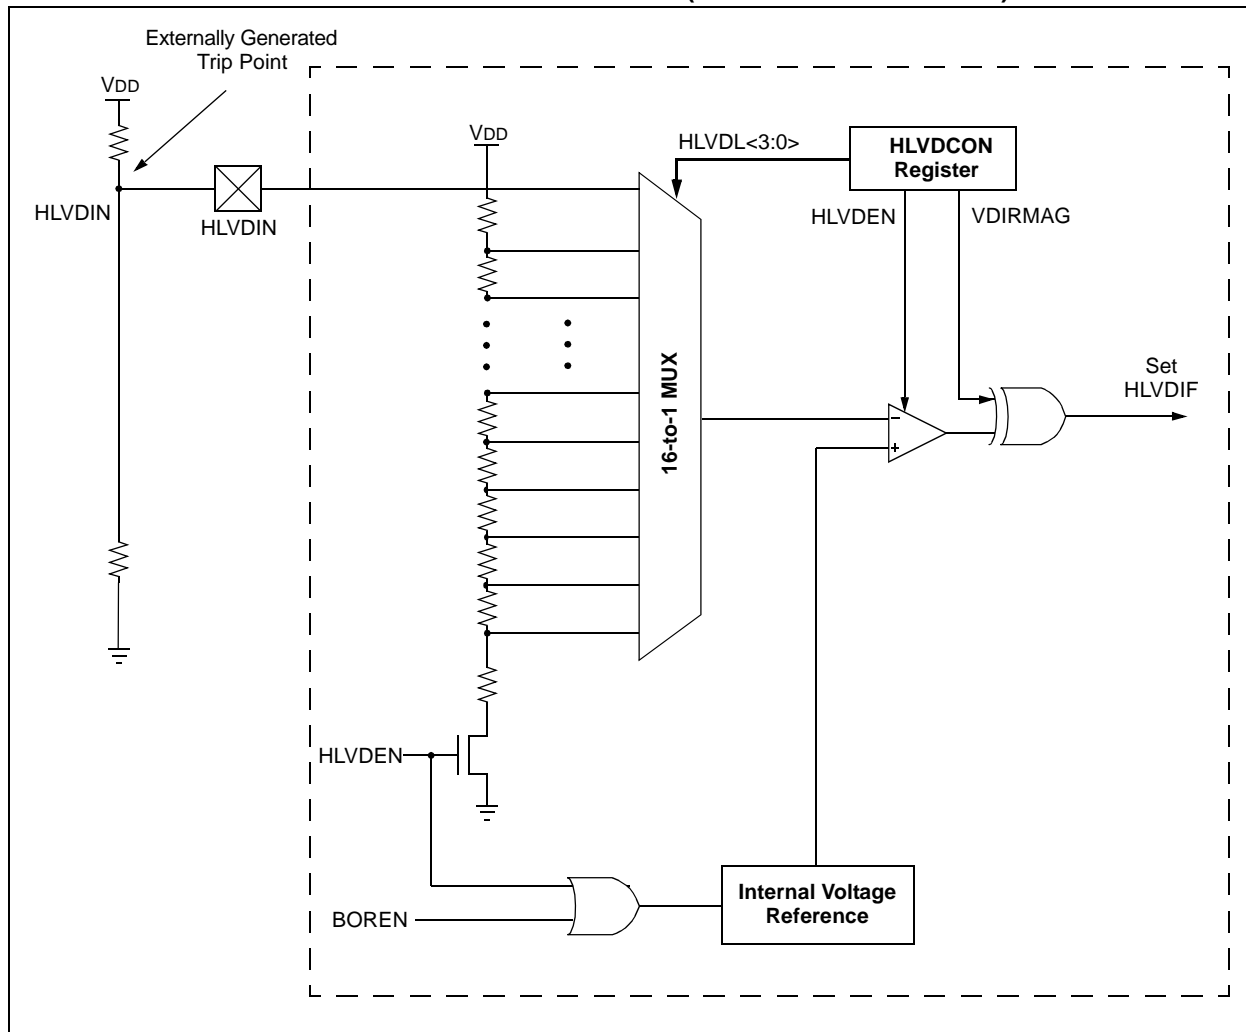 Externally Generated
Trip Point
VDD
VDD
HLVDL<3:0>
HLVDCON
Register
HLVDIN
HLVDIN
HLVDEN
VDIRMAG
16-to-1 MUX
Set
HLVDIF
–
+
HLVDEN
BOREN
Internal Voltage
Reference